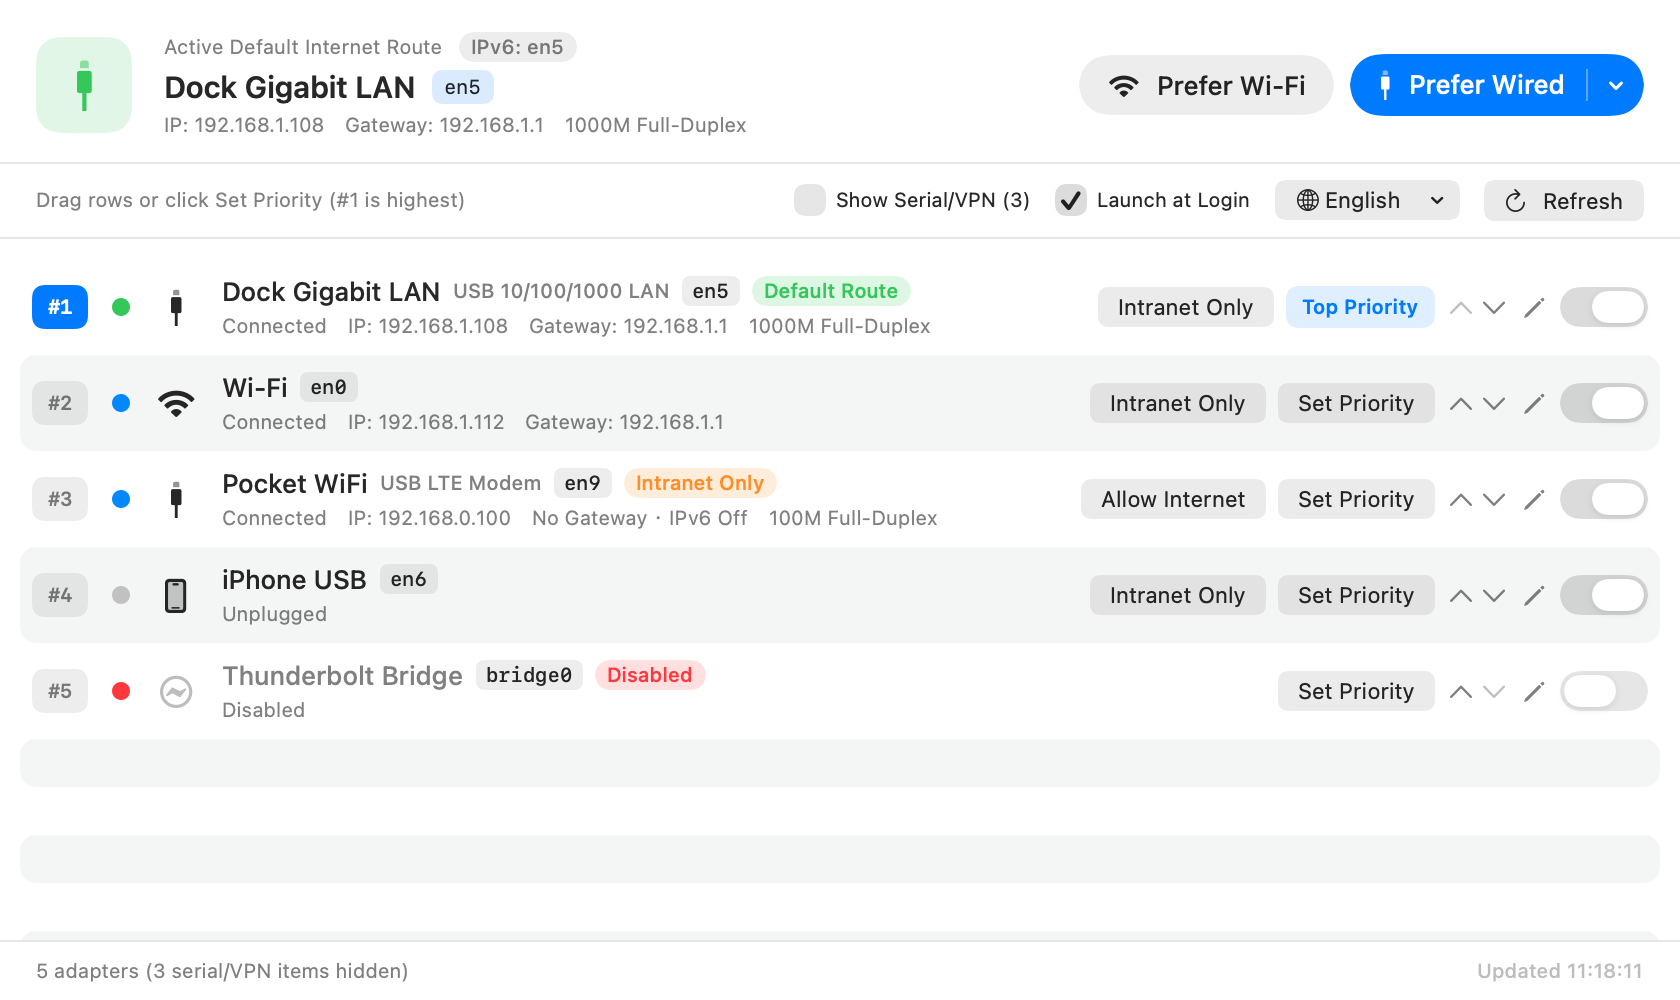 Active Default Internet Route IPv6: en5
Dock Gigabit LAN en5
IP: 192.168.1.108 Gateway: 192.168.1.1 1000M Full-Duplex
Prefer Wi-Fi
Prefer Wired
Drag rows or click Set Priority (#1 is highest)
Show Serial/VPN (3)
Launch at Login
English
Refresh
#1
Dock Gigabit LAN USB 10/100/1000 LAN en5 Default Route
Connected IP: 192.168.1.108 Gateway: 192.168.1.1 1000M Full-Duplex
Intranet Only Top Priority
#2
Wi-Fi en0
Connected IP: 192.168.1.112 Gateway: 192.168.1.1
Intranet Only Set Priority
#3
Pocket WiFi USB LTE Modem en9 Intranet Only
Connected IP: 192.168.0.100 No Gateway · IPv6 Off 100M Full-Duplex
Allow Internet Set Priority
#4
iPhone USB en6
Unplugged
Intranet Only Set Priority
#5
Thunderbolt Bridge bridge0 Disabled
Disabled
Set Priority
5 adapters (3 serial/VPN items hidden)
Updated 11:18:11